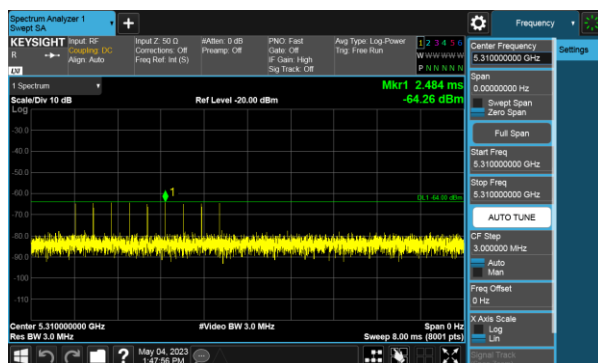 Spectrum Analyzer 1
Swept SA
+
Frequency
KEYSIGHT
R
LXI
Input: RF
Coupling: DC
Align: Auto
Input Z: 50 Ω
Corrections: Off
Freq Ref: Int (S)
#Atten: 0 dB
Preamp: Off
PNO: Fast
Gate: Off
IF Gain: High
Sig Track: Off
Avg Type: Log-Power
Trig: Free Run
1 2 3 4 5 6
W W W W W W
P N N N N N
1 Spectrum
Scale/Div 10 dB
Log
Ref Level -20.00 dBm
Mkr1 2.484 ms
-64.26 dBm
-30.0
-40.0
-50.0
-60.0
-70.0
-80.0
-90.0
-100
-110
1
DL1 -64.00 dBm
Center 5.310000000 GHz
Res BW 3.0 MHz
#Video BW 3.0 MHz
Span 0 Hz
Sweep 8.00 ms (8001 pts)
May 04, 2023
1:47:56 PM
?
Center Frequency
5.310000000 GHz
Span
0.00000000 Hz
Swept Span
Zero Span
Full Span
Start Freq
5.310000000 GHz
Stop Freq
5.310000000 GHz
AUTO TUNE
CF Step
3.000000 MHz
Auto
Man
Freq Offset
0 Hz
X Axis Scale
Log
Lin
Signal Track
Settings